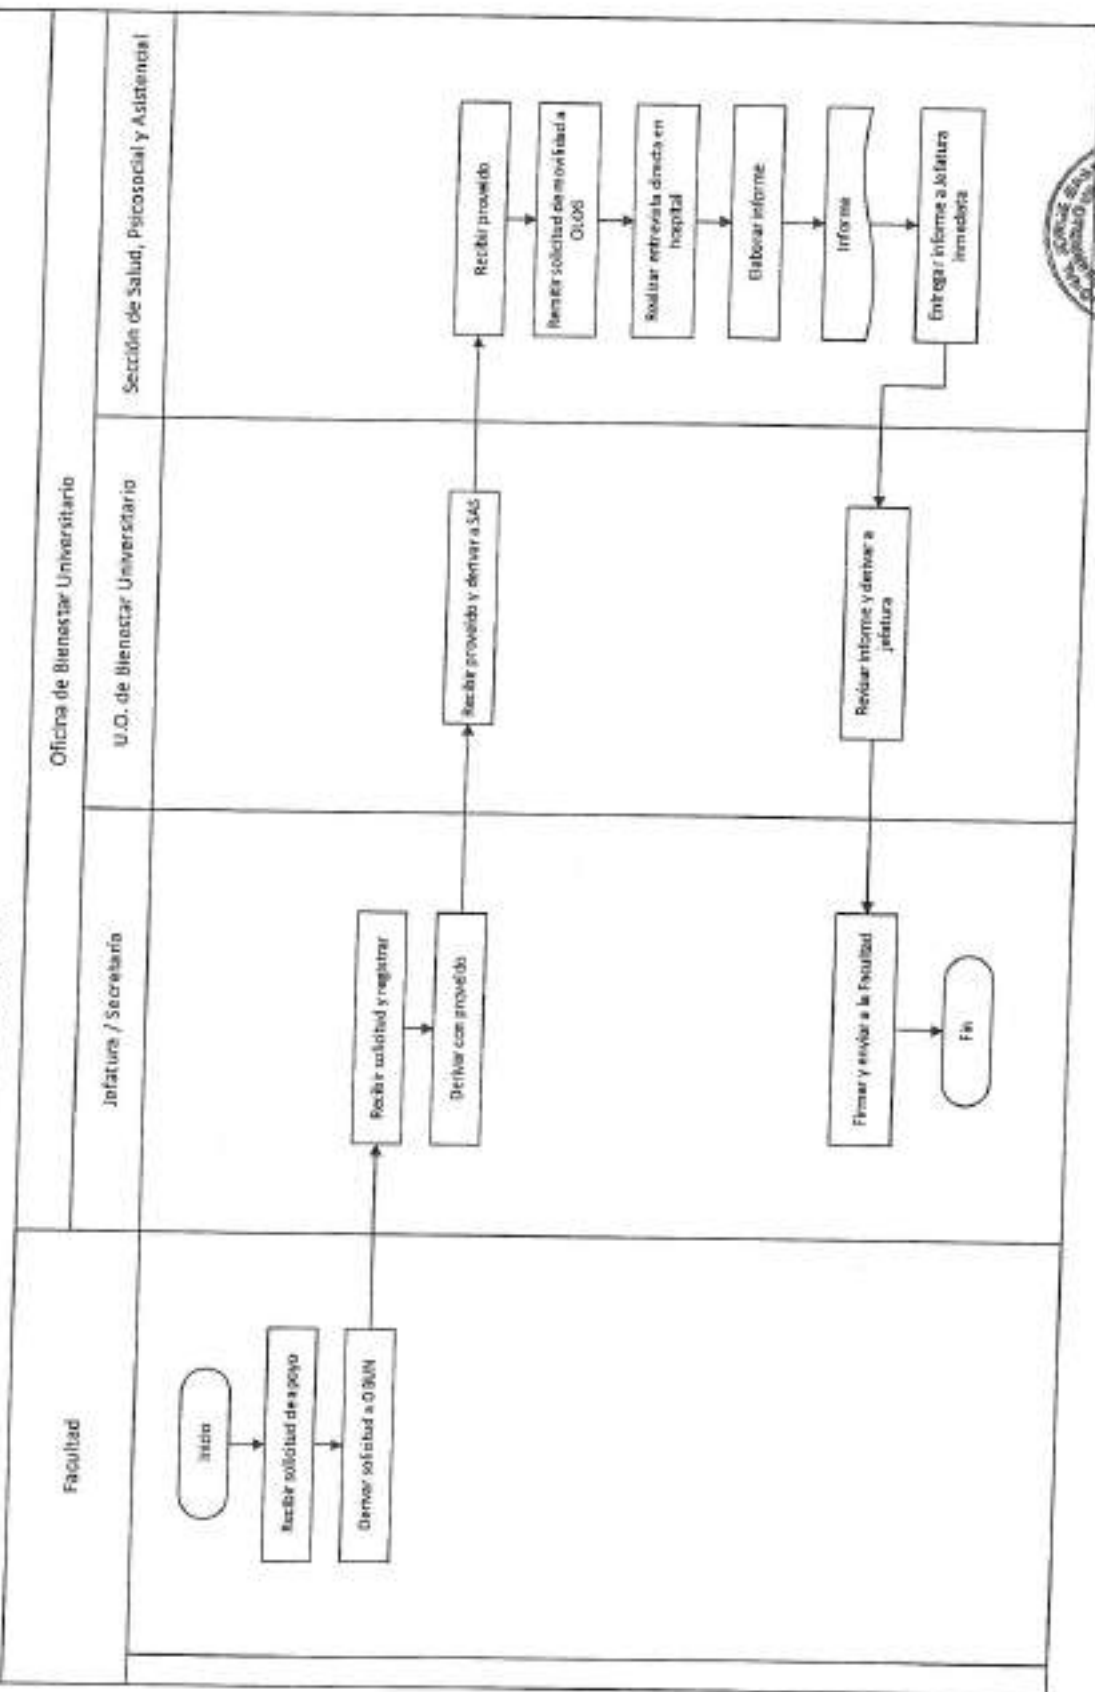 Facultad
Oficina de Bienestar Universitario
Jefatura / Secretaría
U.O. de Bienestar Universitario
Sección de Salud, Psicosocial y Asistencial
Inicio
Recibir solicitud de apoyo
Derivar solicitud a OBUN
Recibir solicitud y registrar
Derivar con proveído
Recibir proveído y derivar a SAS
Recibir proveído
Remitir solicitud de movilidad a
OLOG
Realizar entrevista directa en
hospital
Elaborar informe
Informe
Entregar informe a Jefatura
inmediata
Revisar informe y derivar a
jefatura
Firmar y enviar a la Facultad
Fin